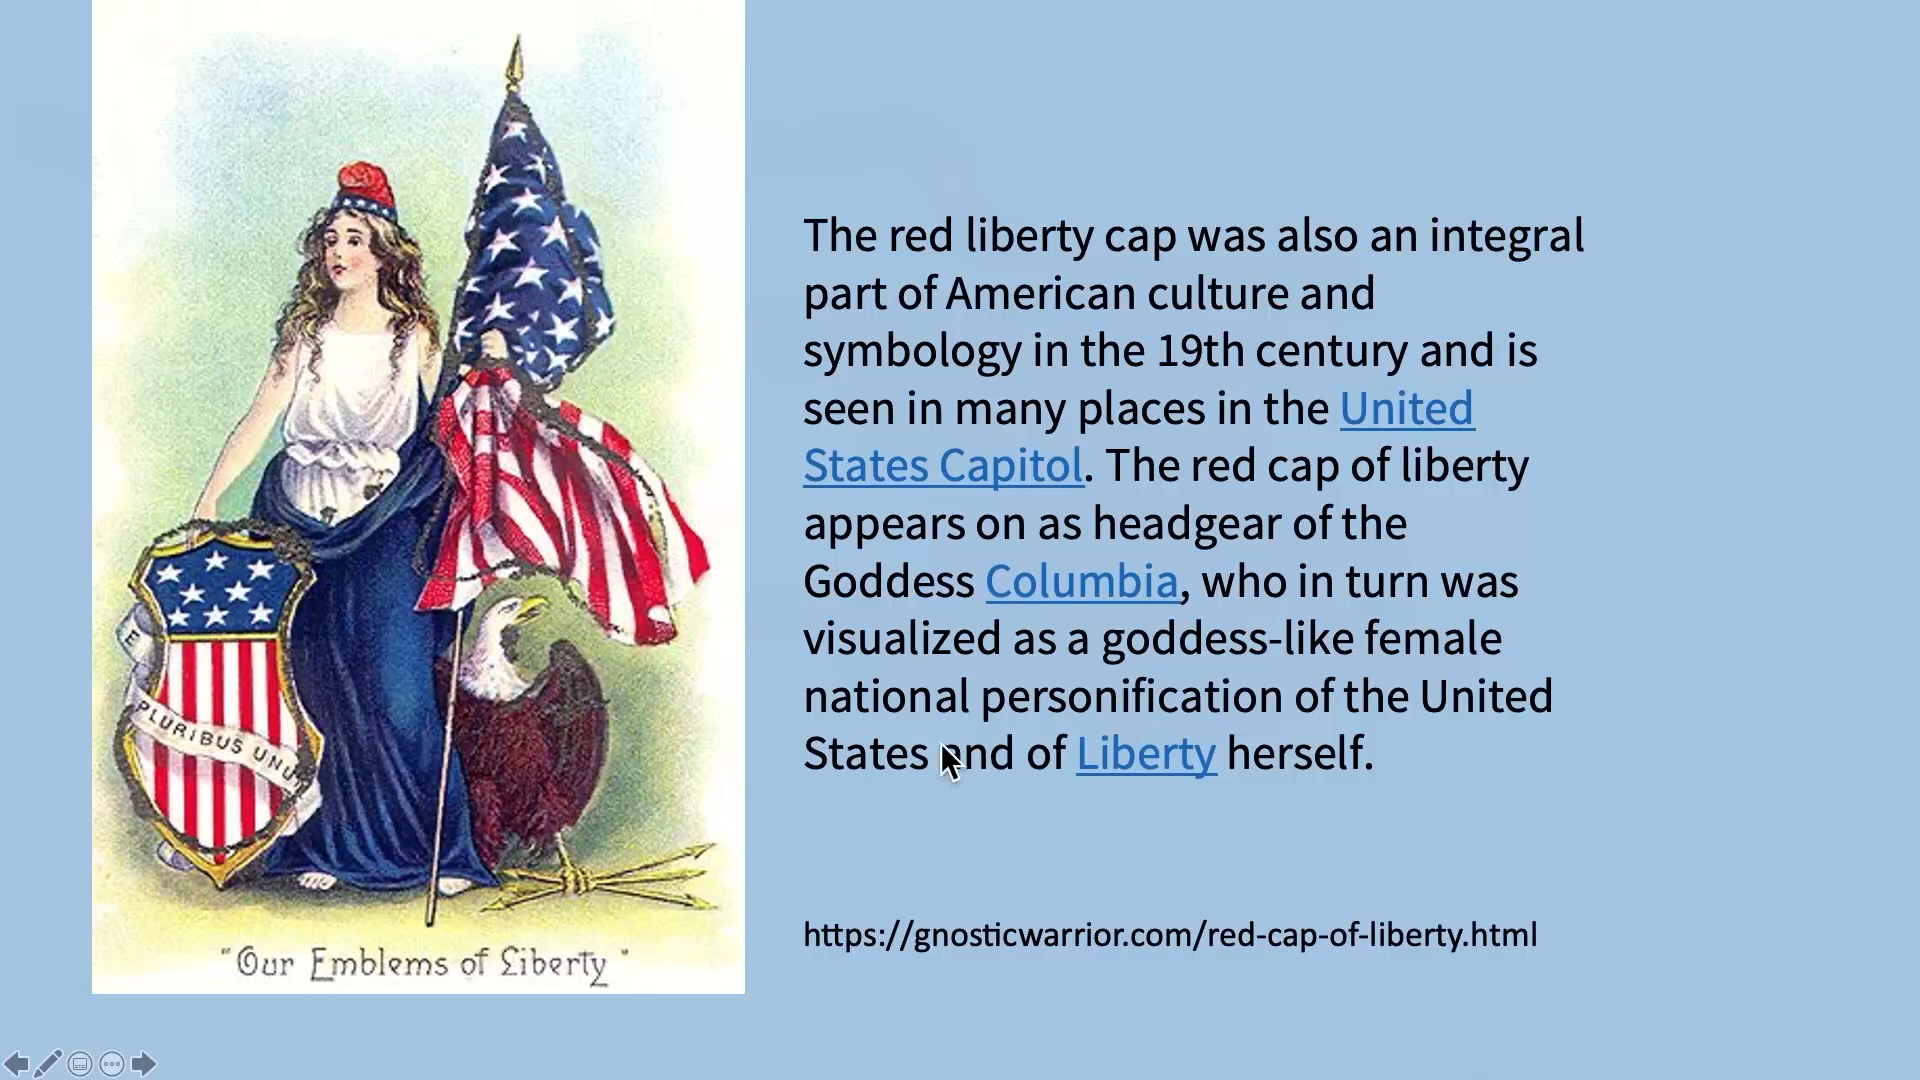 E
PLURIBUS UNU
"Our Emblems of Liberty"
The red liberty cap was also an integral
part of American culture and
symbology in the 19th century and is
seen in many places in the United
States Capitol. The red cap of liberty
appears on as headgear of the
Goddess Columbia, who in turn was
visualized as a goddess-like female
national personification of the United
States and of Liberty herself.
https://gnosticwarrior.com/red-cap-of-liberty.html